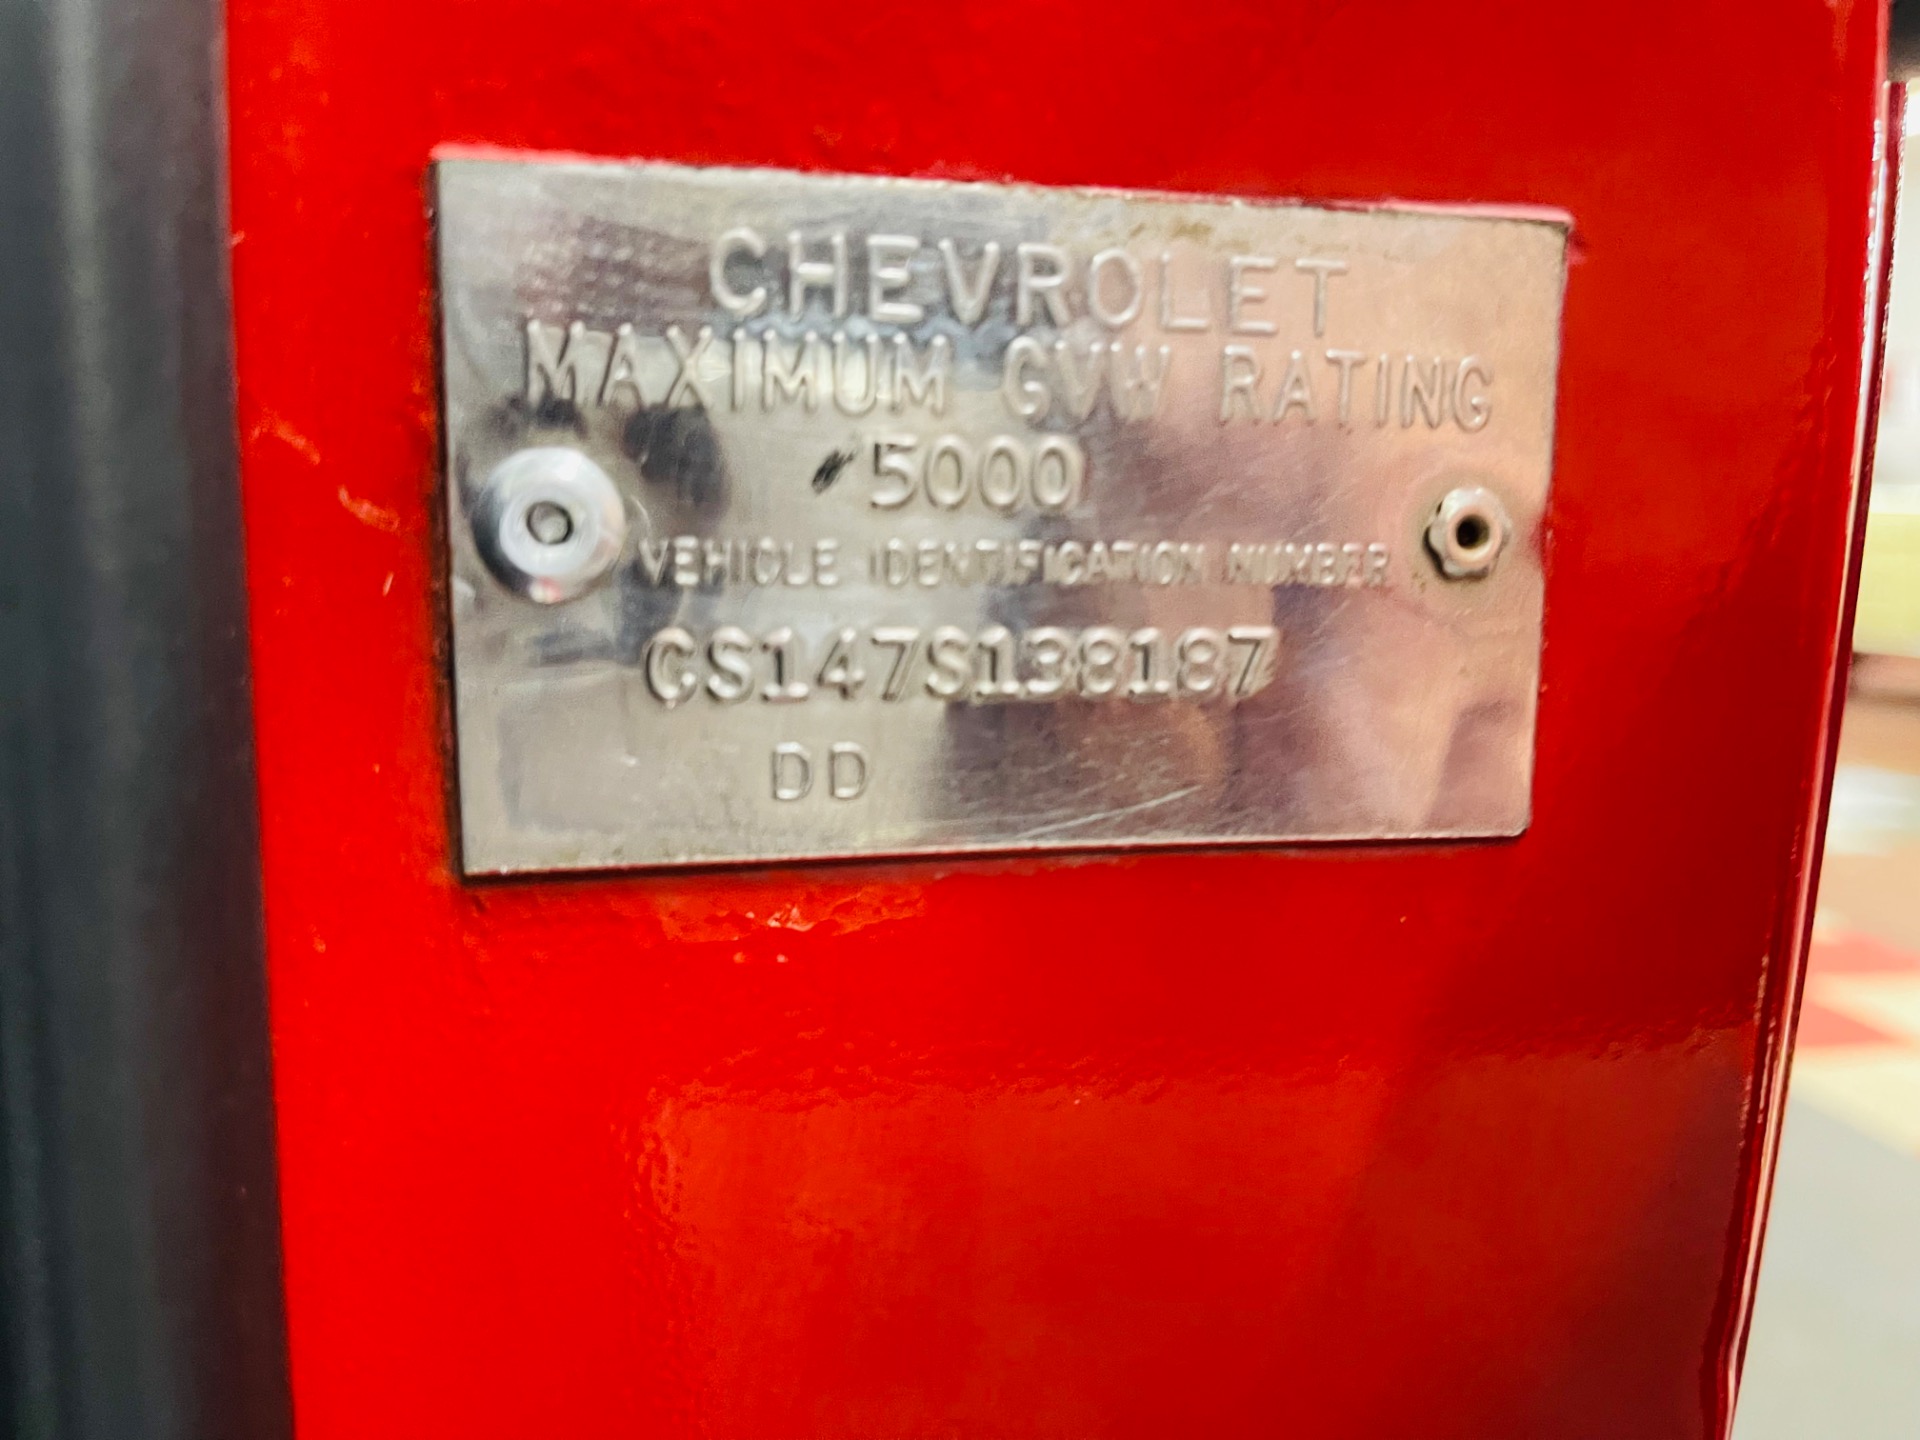 CHEVROLET
MAXIMUM GVW RATING
5000
VEHICLE IDENTIFICATION NUMBER
CS147S138187
DD